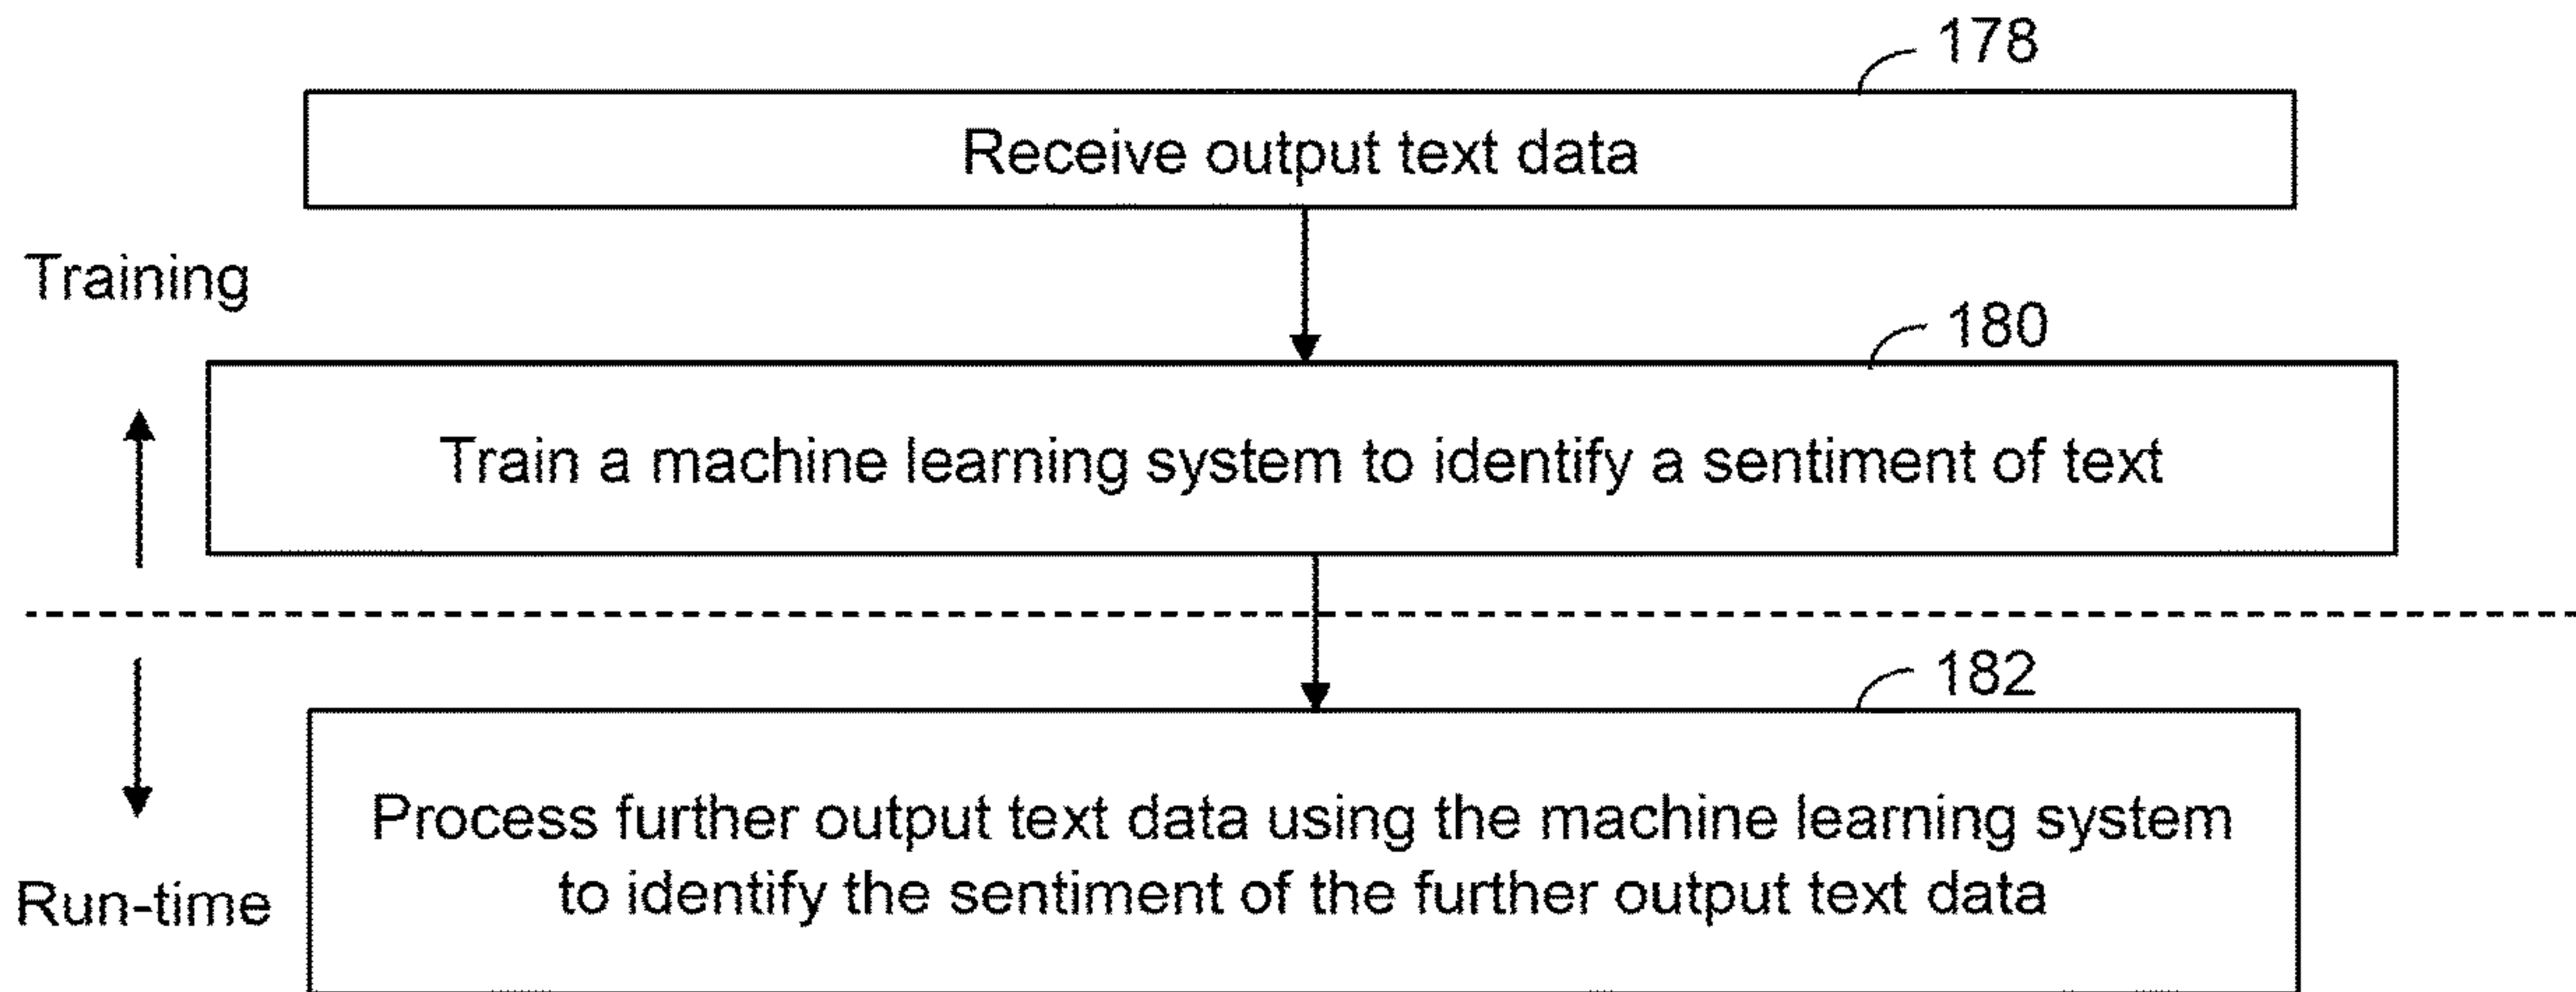 178
Receive output text data
Training
180
Train a machine learning system to identify a sentiment of text
182
Process further output text data using the machine learning system
to identify the sentiment of the further output text data
Run-time